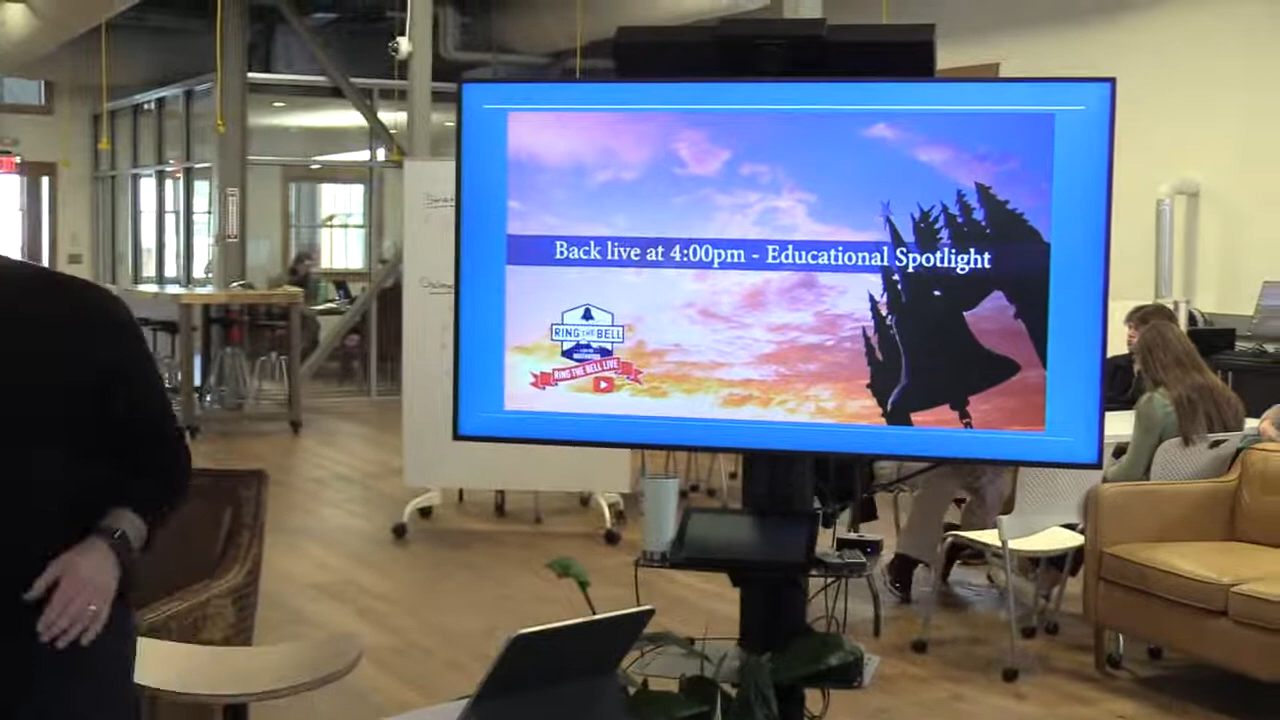 Back live at 4:00pm - Educational Spotlight
RING THE BELL
RING THE BELL LIVE